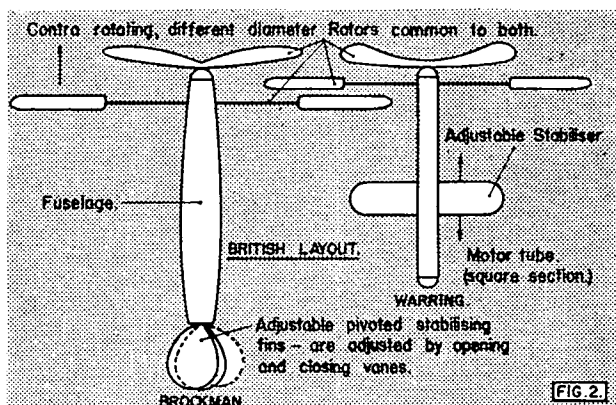 Contra rotating, different diameter Rotors common to both.
Adjustable Stabiliser.
Fuselage.
BRITISH LAYOUT.
Motor tube.
(square section.)
WARRING.
Adjustable pivoted stabilising
fins - are adjusted by opening
and closing vanes.
BROCKMAN
FIG. 2.